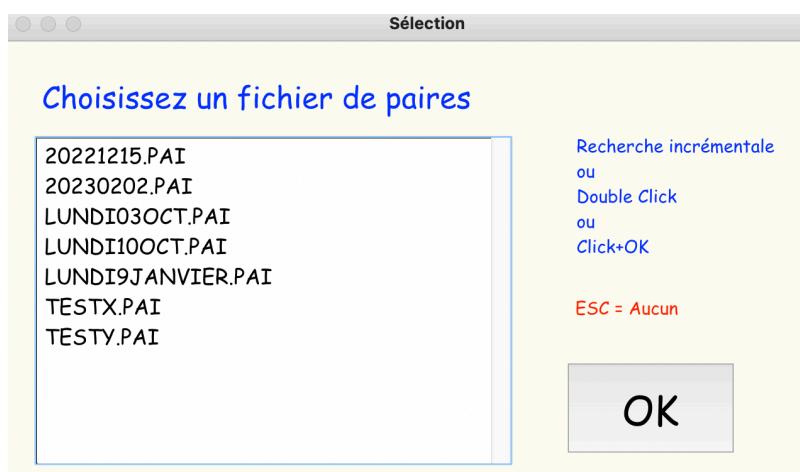 Sélection
Choisissez un fichier de paires
20221215.PAI
20230202.PAI
LUNDI03OCT.PAI
LUNDI10OCT.PAI
LUNDI9JANVIER.PAI
TESTX.PAI
TESTY.PAI
Recherche incrémentale
ou
Double Click
ou
Click+OK
ESC = Aucun
OK